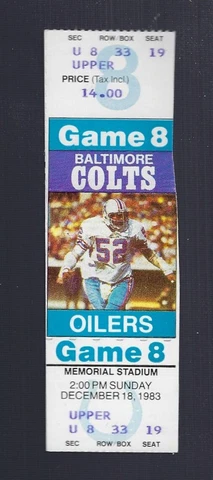 SEC ROW BOX SEAT
U 8 33 19
UPPER
PRICE (Tax Incl.)
14.00
8
Game 8
BALTIMORE
COLTS
52
OILERS
Game 8
MEMORIAL STADIUM
2:00 PM SUNDAY
DECEMBER 18, 1983
UPPER
U 8 33 19
SEC ROW BOX SEAT
8